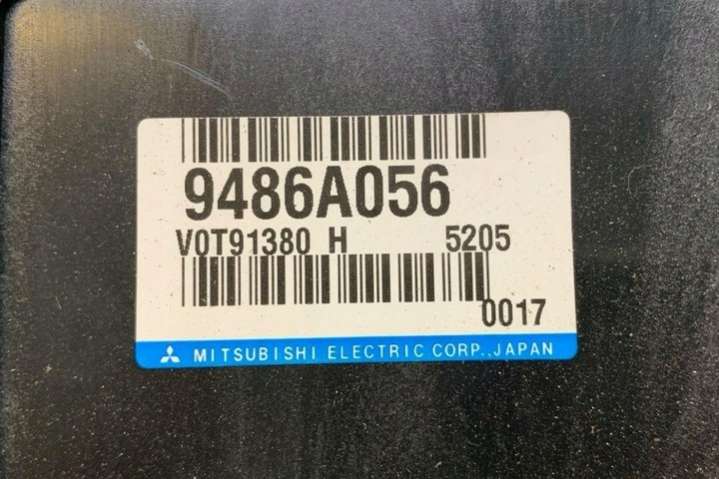 9486A056
V0T91380 H 5205
0017
MITSUBISHI ELECTRIC CORP.,JAPAN